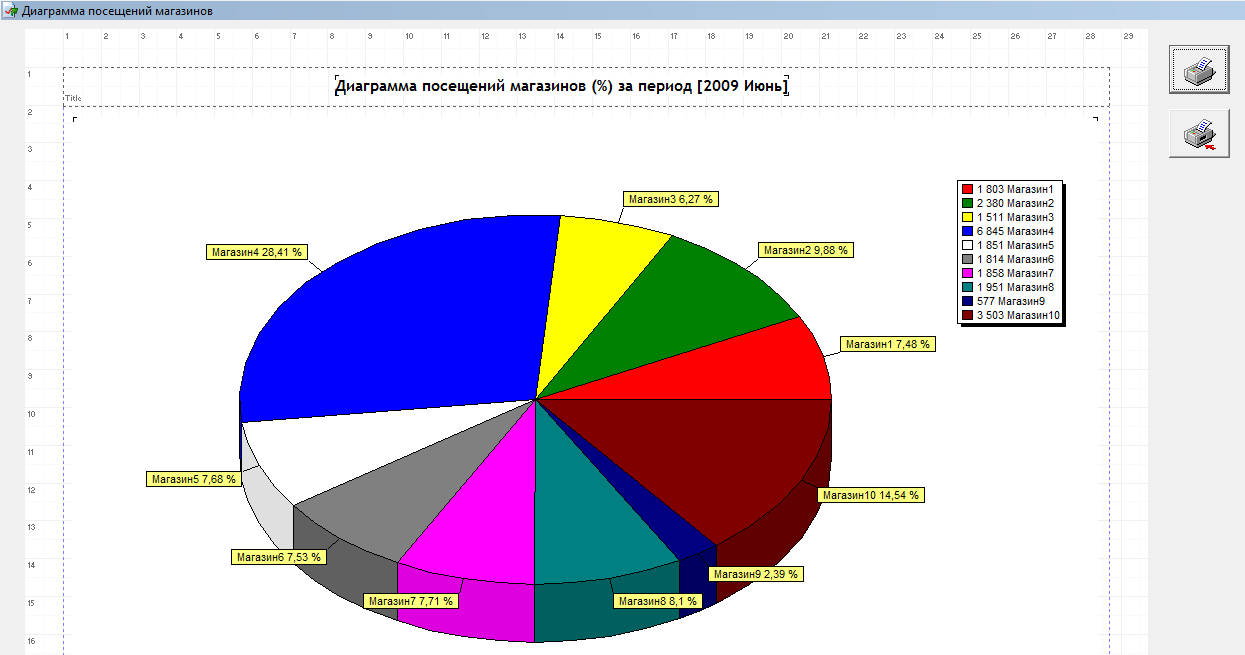 Диаграмма посещений магазинов
1 2 3 4 5 6 7 8 9 10 11 12 13 14 15 16 17 18 19 20 21 22 23 24 25 26 27 28 29
1
2
3
4
5
6
7
8
9
10
11
12
13
14
15
16
Диаграмма посещений магазинов (%) за период [2009 Июнь]
Title
Магазин3 6,27 %
Магазин4 28,41 %
Магазин2 9,88 %
Магазин1 7,48 %
Магазин5 7,68 %
Магазин10 14,54 %
Магазин6 7,53 %
Магазин9 2,39 %
Магазин7 7,71 %
Магазин8 8,1 %
1 803 Магазин1
2 380 Магазин2
1 511 Магазин3
6 845 Магазин4
1 851 Магазин5
1 814 Магазин6
1 858 Магазин7
1 951 Магазин8
577 Магазин9
3 503 Магазин10